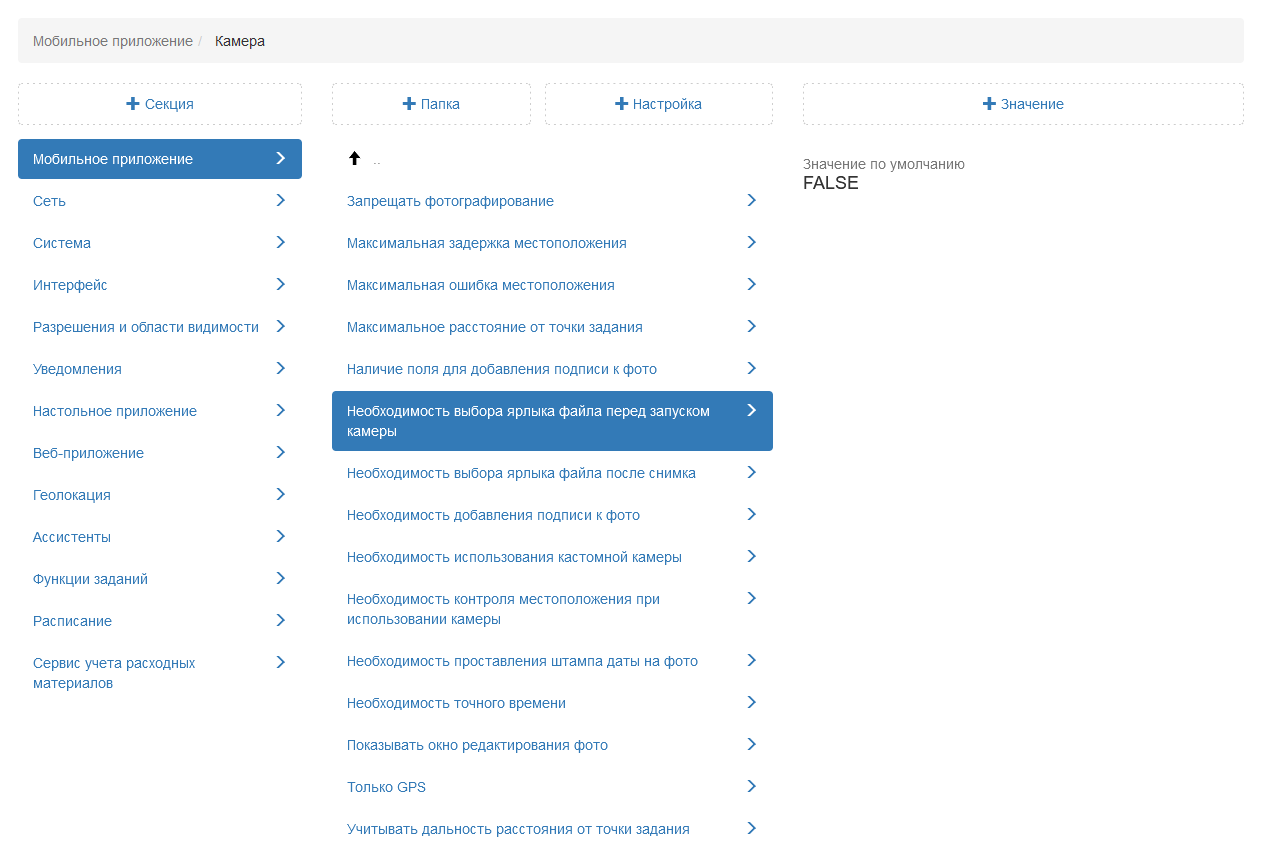 Мобильное приложение / Камера
Секция
Папка
Настройка
Значение
Мобильное приложение
Сеть
Система
Интерфейс
Разрешения и области видимости
Уведомления
Настольное приложение
Веб-приложение
Геолокация
Ассистенты
Функции заданий
Расписание
Сервис учета расходных
материалов
..
Запрещать фотографирование
Максимальная задержка местоположения
Максимальная ошибка местоположения
Максимальное расстояние от точки задания
Наличие поля для добавления подписи к фото
Необходимость выбора ярлыка файла перед запуском
камеры
Необходимость выбора ярлыка файла после снимка
Необходимость добавления подписи к фото
Необходимость использования кастомной камеры
Необходимость контроля местоположения при
использовании камеры
Необходимость проставления штампа даты на фото
Необходимость точного времени
Показывать окно редактирования фото
Только GPS
Учитывать дальность расстояния от точки задания
Значение по умолчанию
FALSE